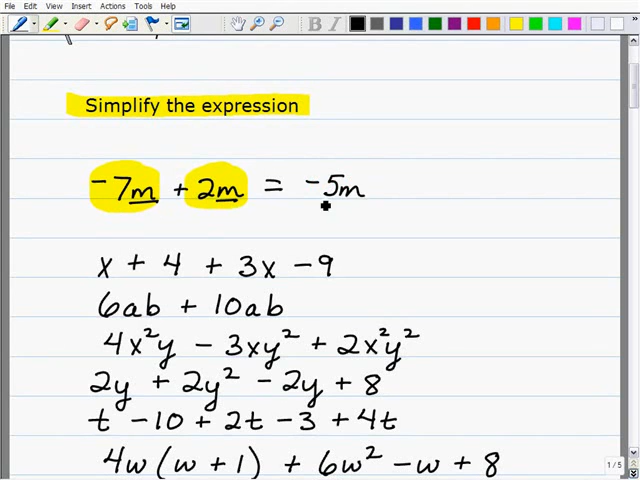 File Edit View Insert Actions Tools Help
B I U
Simplify the expression
-7m + 2m = -5m
x + 4 + 3x - 9
6ab + 10ab
4x²y - 3xy² + 2x²y²
2y + 2y² - 2y + 8
t - 10 + 2t - 3 + 4t
4w (w + 1) + 6w² - w + 8
1/5